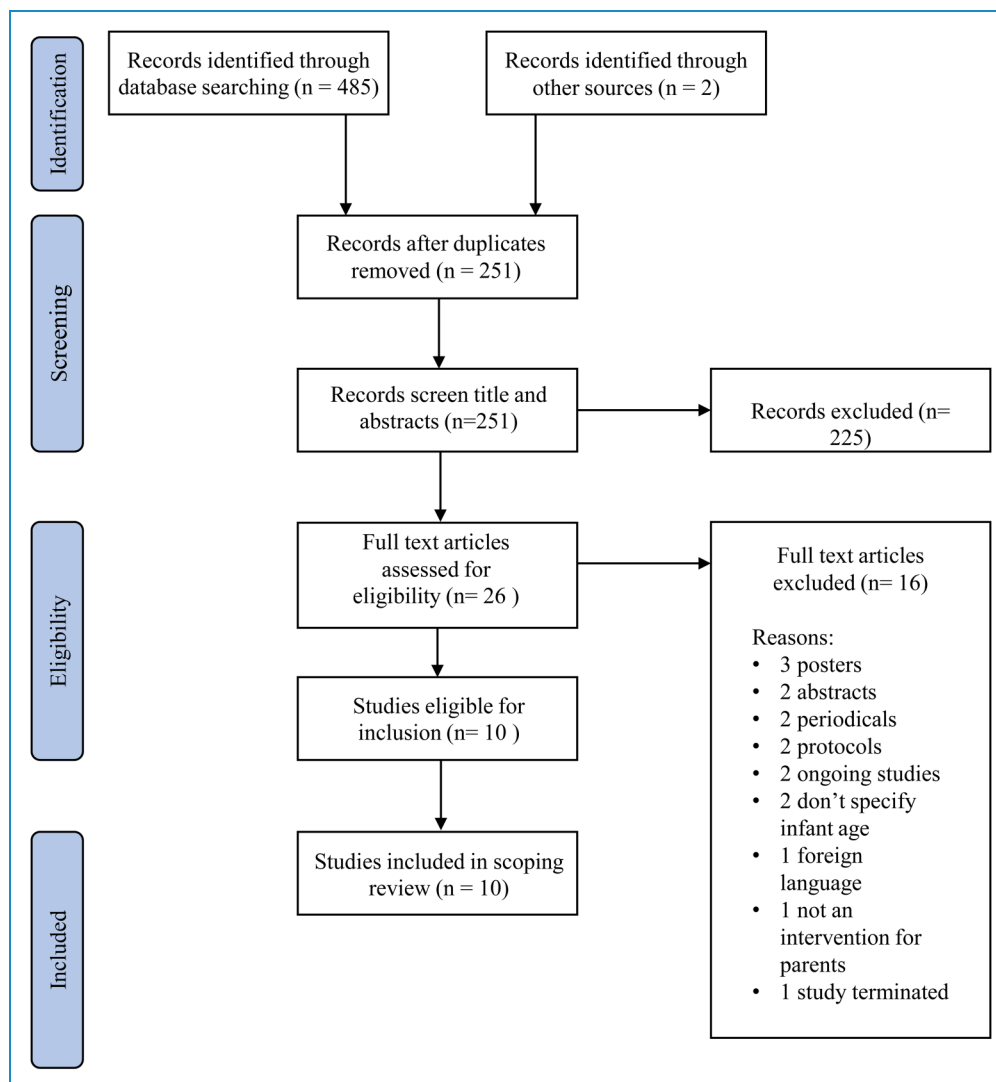 Identification
Records identified through
database searching (n = 485)
Records identified through
other sources (n = 2)
Screening
Records after duplicates
removed (n = 251)
Records screen title and
abstracts (n=251)
Records excluded (n=
225)
Eligibility
Full text articles
assessed for
eligibility (n= 26 )
Full text articles
excluded (n= 16)
Reasons:
• 3 posters
• 2 abstracts
• 2 periodicals
• 2 protocols
• 2 ongoing studies
• 2 don’t specify
infant age
• 1 foreign
language
• 1 not an
intervention for
parents
• 1 study terminated
Studies eligible for
inclusion (n= 10 )
Included
Studies included in scoping
review (n = 10)